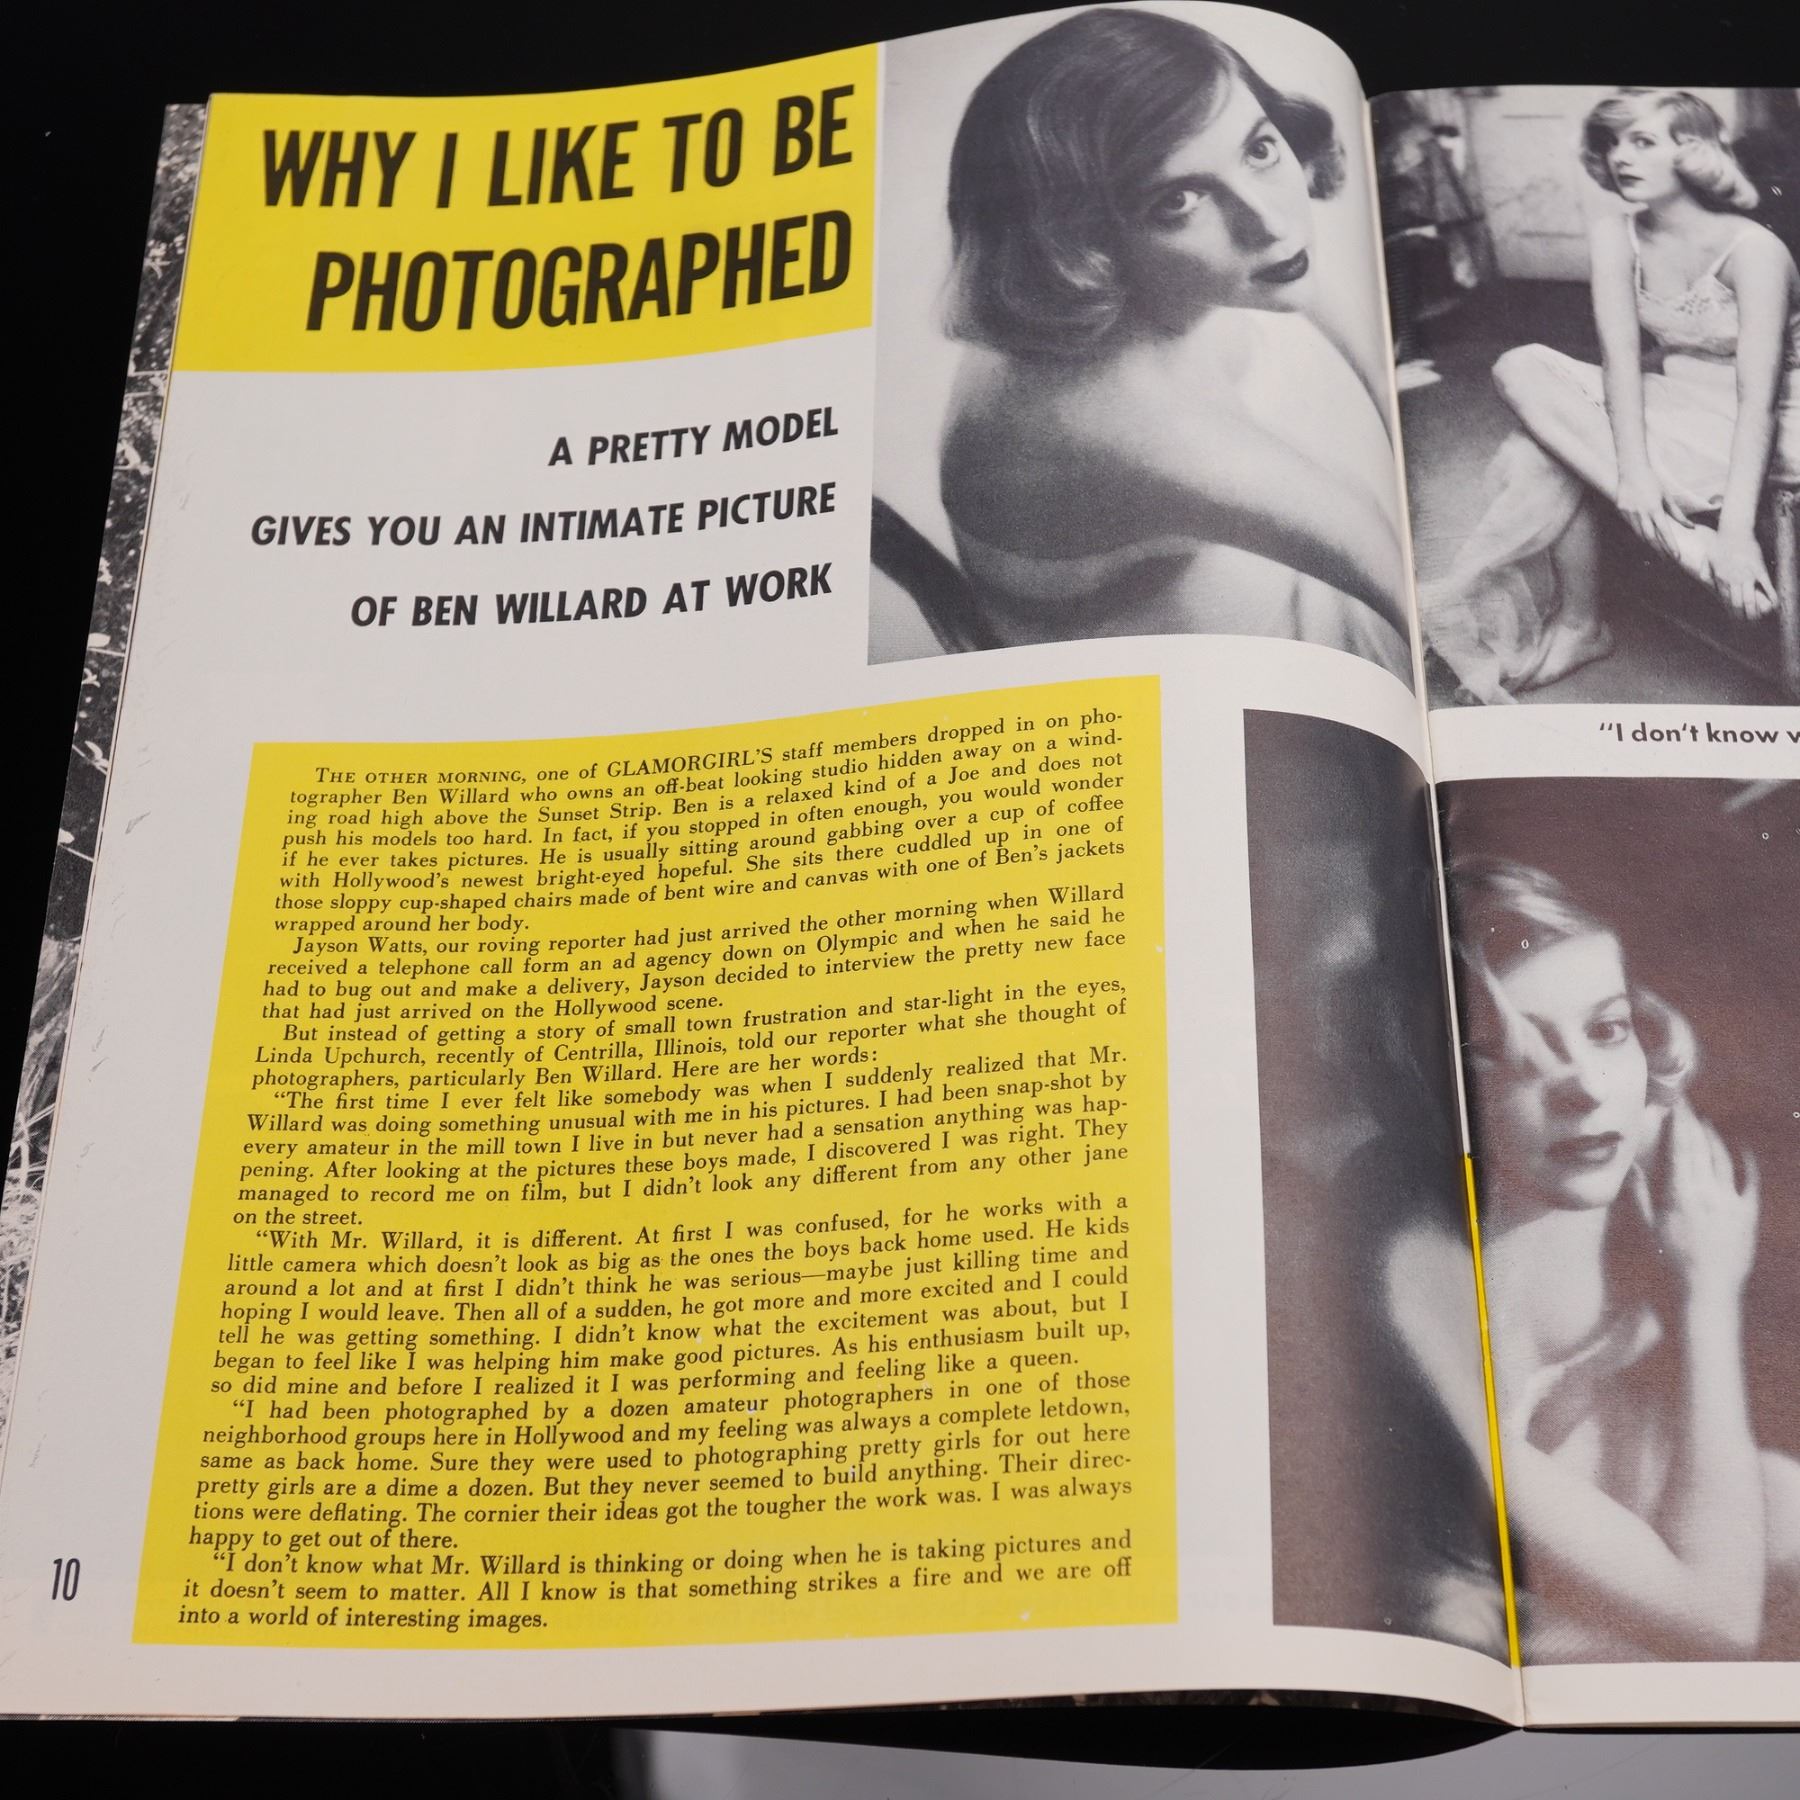 WHY I LIKE TO BE
PHOTOGRAPHED
A PRETTY MODEL
GIVES YOU AN INTIMATE PICTURE
OF BEN WILLARD AT WORK
THE OTHER MORNING, one of GLAMORGIRL'S staff members dropped in on pho-
tographer Ben Willard who owns an off-beat looking studio hidden away on a wind-
ing road high above the Sunset Strip. Ben is a relaxed kind of a Joe and does not
push his models too hard. In fact, if you stopped in often enough, you would wonder
if he ever takes pictures. He is usually sitting around gabbing over a cup of coffee
with Hollywood's newest bright-eyed hopeful. She sits there cuddled up in one of
those sloppy cup-shaped chairs made of bent wire and canvas with one of Ben's jackets
wrapped around her body.
Jayson Watts, our roving reporter had just arrived the other morning when Willard
received a telephone call form an ad agency down on Olympic and when he said he
had to bug out and make a delivery, Jayson decided to interview the pretty new face
that had just arrived on the Hollywood scene.
But instead of getting a story of small town frustration and star-light in the eyes,
Linda Upchurch, recently of Centrilla, Illinois, told our reporter what she thought of
photographers, particularly Ben Willard. Here are her words:
"The first time I ever felt like somebody was when I suddenly realized that Mr.
Willard was doing something unusual with me in his pictures. I had been snap-shot by
every amateur in the mill town I live in but never had a sensation anything was hap-
pening. After looking at the pictures these boys made, I discovered I was right. They
managed to record me on film, but I didn't look any different from any other jane
on the street.
"With Mr. Willard, it is different. At first I was confused, for he works with a
little camera which doesn't look as big as the ones the boys back home used. He kids
around a lot and at first I didn't think he was serious—maybe just killing time and
hoping I would leave. Then all of a sudden, he got more and more excited and I could
tell he was getting something. I didn't know what the excitement was about, but I
began to feel like I was helping him make good pictures. As his enthusiasm built up,
so did mine and before I realized it I was performing and feeling like a queen.
"I had been photographed by a dozen amateur photographers in one of those
neighborhood groups here in Hollywood and my feeling was always a complete letdown,
same as back home. Sure they were used to photographing pretty girls for out here
pretty girls are a dime a dozen. But they never seemed to build anything. Their direc-
tions were deflating. The cornier their ideas got the tougher the work was. I was always
happy to get out of there.
"I don't know what Mr. Willard is thinking or doing when he is taking pictures and
it doesn't seem to matter. All I know is that something strikes a fire and we are off
into a world of interesting images.
10
"I don't know